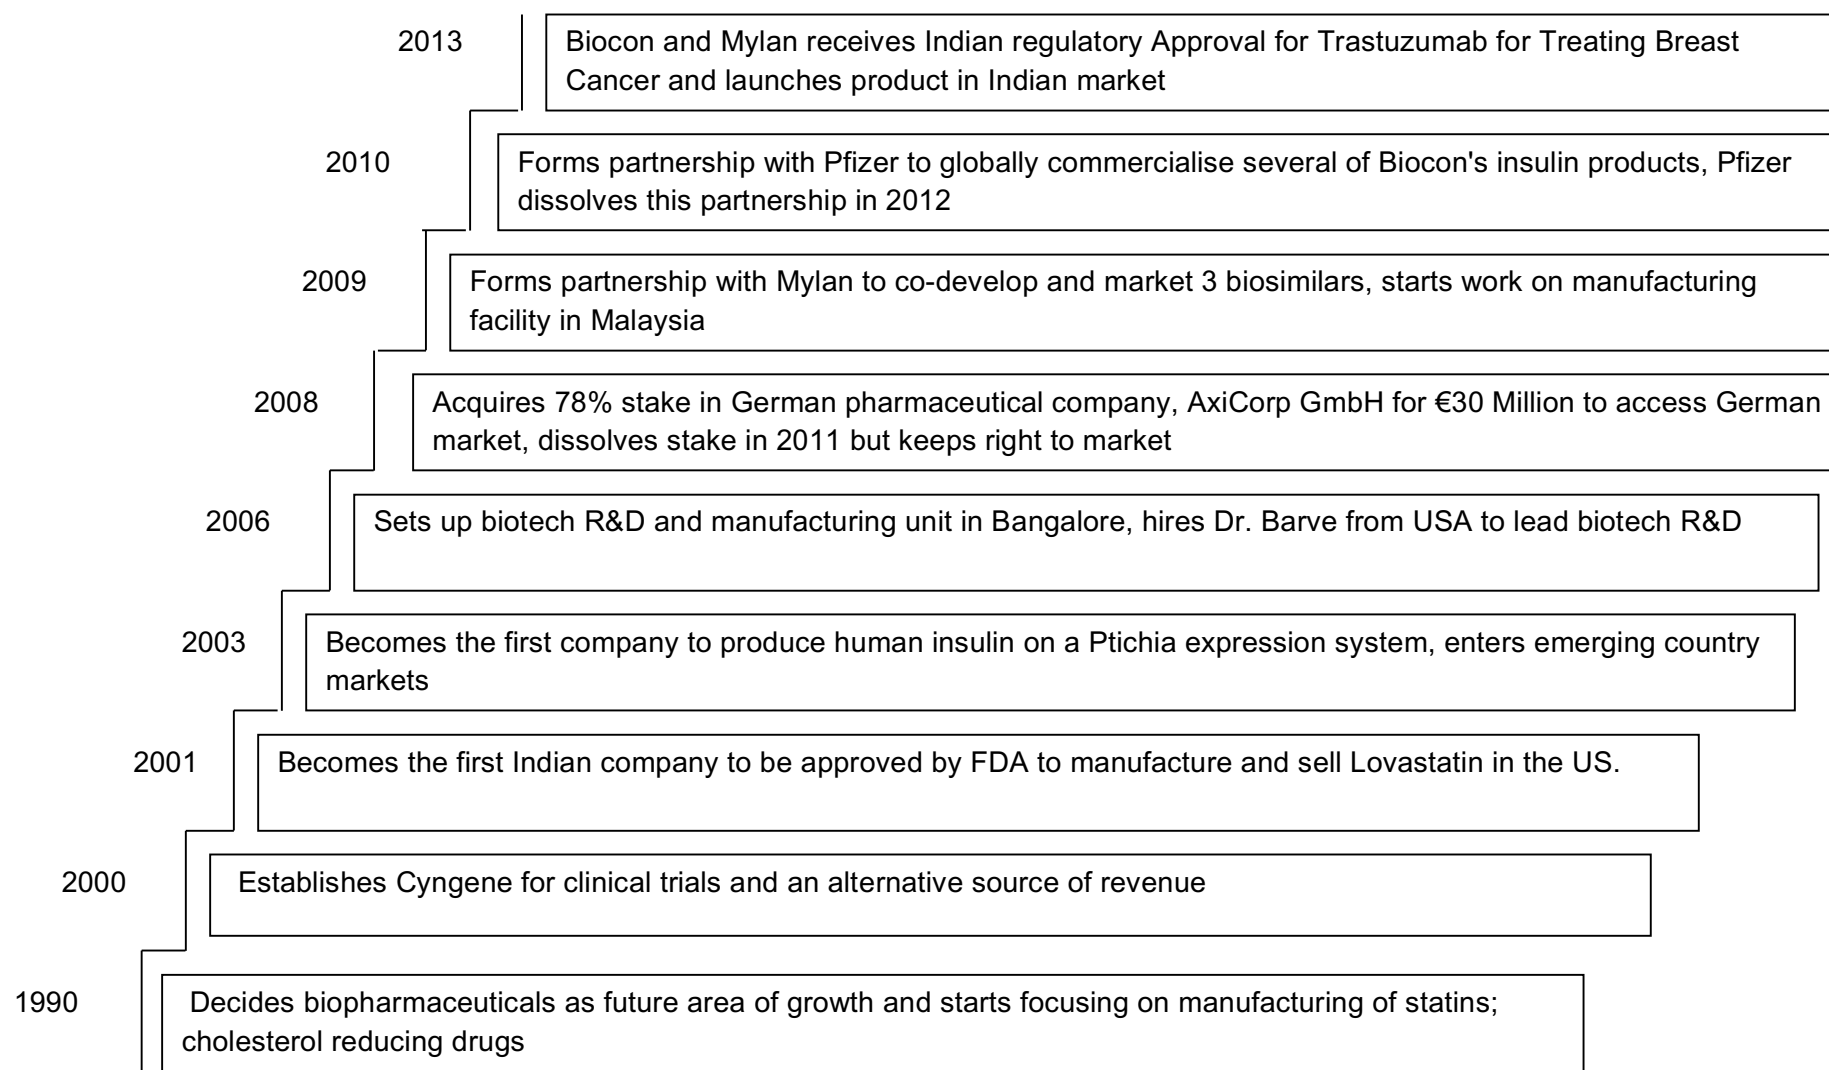 2013
Biocon and Mylan receives Indian regulatory Approval for Trastuzumab for Treating Breast
Cancer and launches product in Indian market
2010
Forms partnership with Pfizer to globally commercialise several of Biocon's insulin products, Pfizer
dissolves this partnership in 2012
2009
Forms partnership with Mylan to co-develop and market 3 biosimilars, starts work on manufacturing
facility in Malaysia
2008
Acquires 78% stake in German pharmaceutical company, AxiCorp GmbH for €30 Million to access German
market, dissolves stake in 2011 but keeps right to market
2006
Sets up biotech R&D and manufacturing unit in Bangalore, hires Dr. Barve from USA to lead biotech R&D
2003
Becomes the first company to produce human insulin on a Ptichia expression system, enters emerging country
markets
2001
Becomes the first Indian company to be approved by FDA to manufacture and sell Lovastatin in the US.
2000
Establishes Cyngene for clinical trials and an alternative source of revenue
1990
Decides biopharmaceuticals as future area of growth and starts focusing on manufacturing of statins;
cholesterol reducing drugs